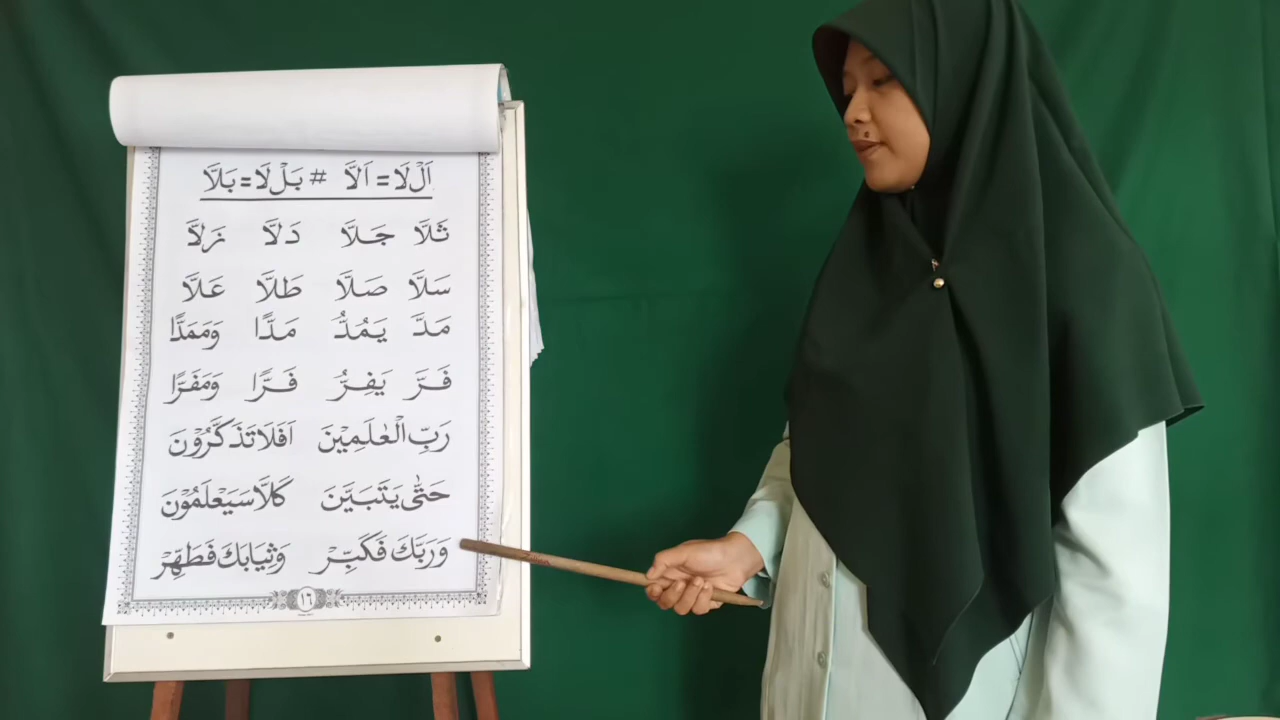 اَلْ لَا = اَلَّا # بَلْ لَا = بَلَّا
ثَلَّا جَلَّا دَلَّا نَزَلَّا
سَلَّا صَلَّا طَلَّا عَلَّا
مَدَّ يَمُدُّ مَدًّا وَمَمَدًّا
فَرَّ يَفِرُّ فَرًّا وَمَفَرًّا
رَبِّ الْعٰلَمِيْنَ اَفَلَا تَذَكَّرُوْنَ
حَتّٰى يَتَبَيَّنَ كَلَّا سَيَعْلَمُوْنَ
وَرَبَّكَ فَكَبِّرْ وَثِيَابَكَ فَطَهِّرْ
١٦